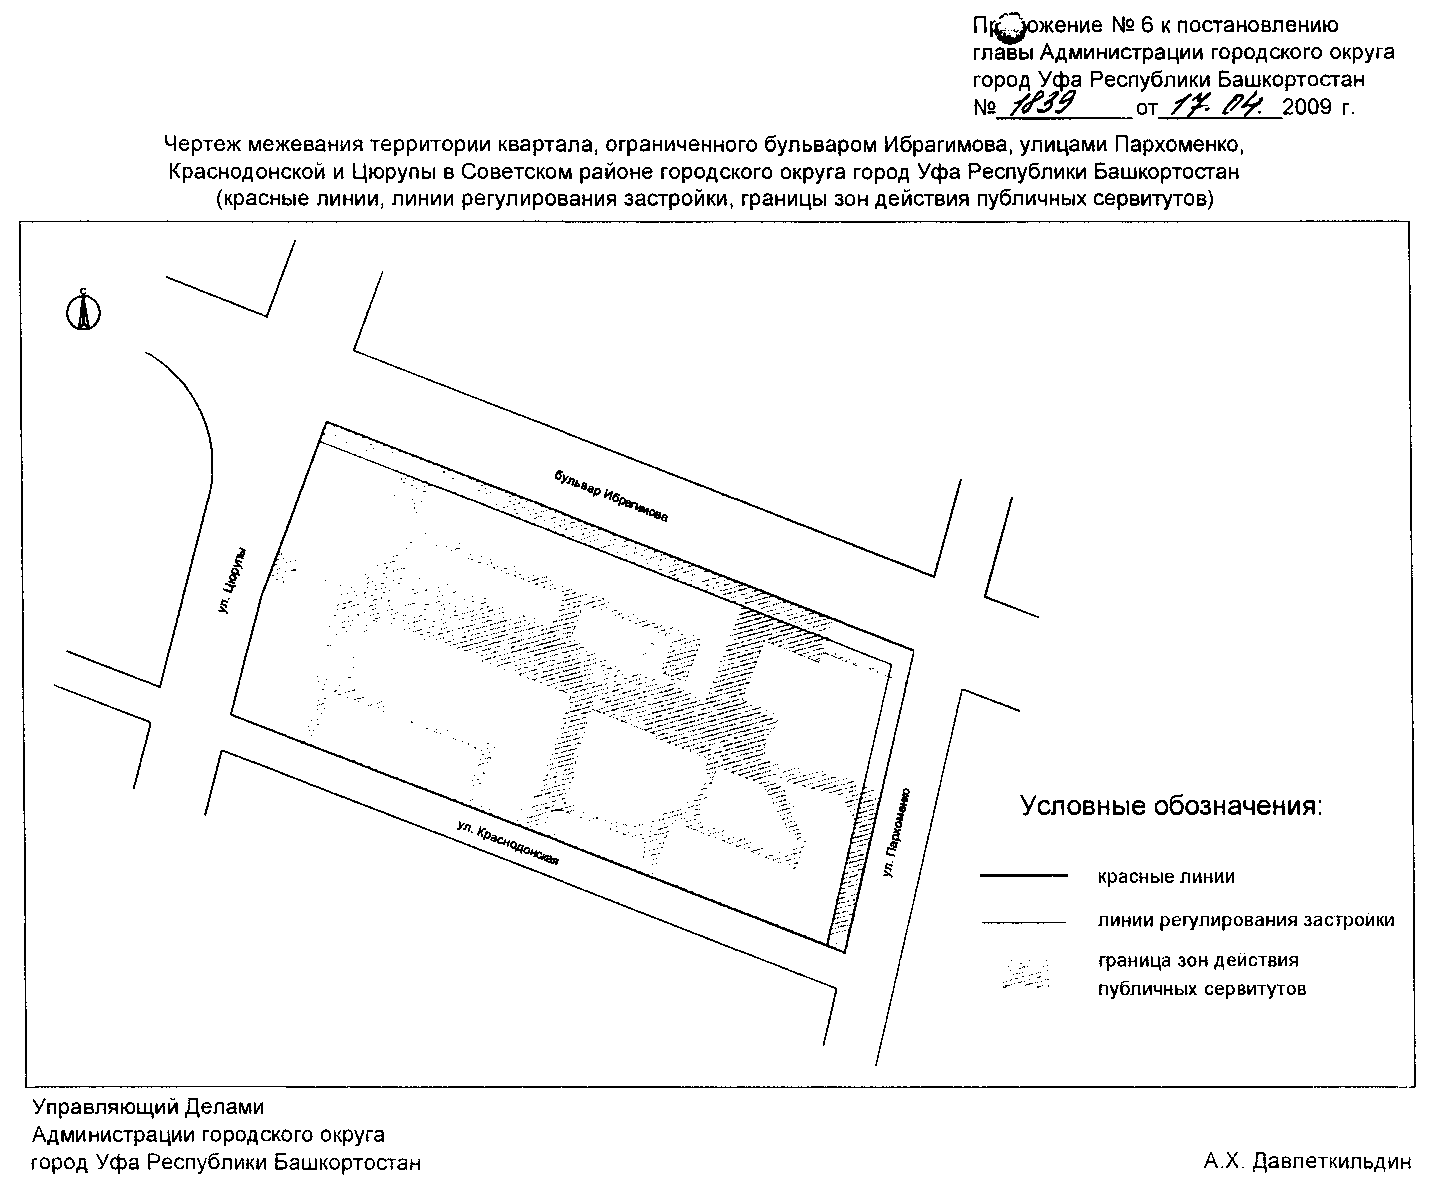 Приложение № 6 к постановлению
главы Администрации городского округа
город Уфа Республики Башкортостан
№ 1839 от 17.04. 2009 г.
Чертеж межевания территории квартала, ограниченного бульваром Ибрагимова, улицами Пархоменко,
Краснодонской и Цюрупы в Советском районе городского округа город Уфа Республики Башкортостан
(красные линии, линии регулирования застройки, границы зон действия публичных сервитутов)
С
бульвар Ибрагимова
ул. Цюрупы
ул. Краснодонская
ул. Пархоменко
Условные обозначения:
красные линии
линии регулирования застройки
граница зон действия
публичных сервитутов
Управляющий Делами
Администрации городского округа
город Уфа Республики Башкортостан
А.Х. Давлеткильдин